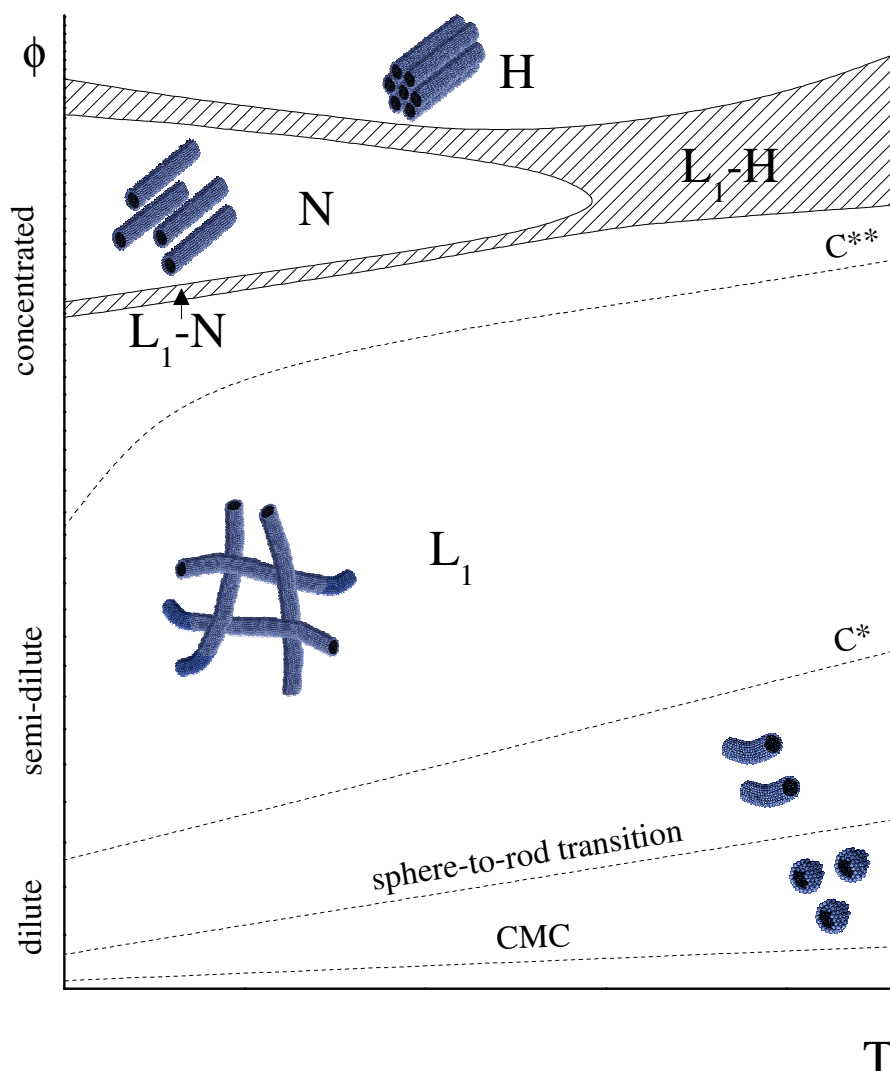 ϕ
H
L₁-H
N
C**
L₁-N
concentrated
L₁
semi-dilute
C*
sphere-to-rod transition
dilute
CMC
T